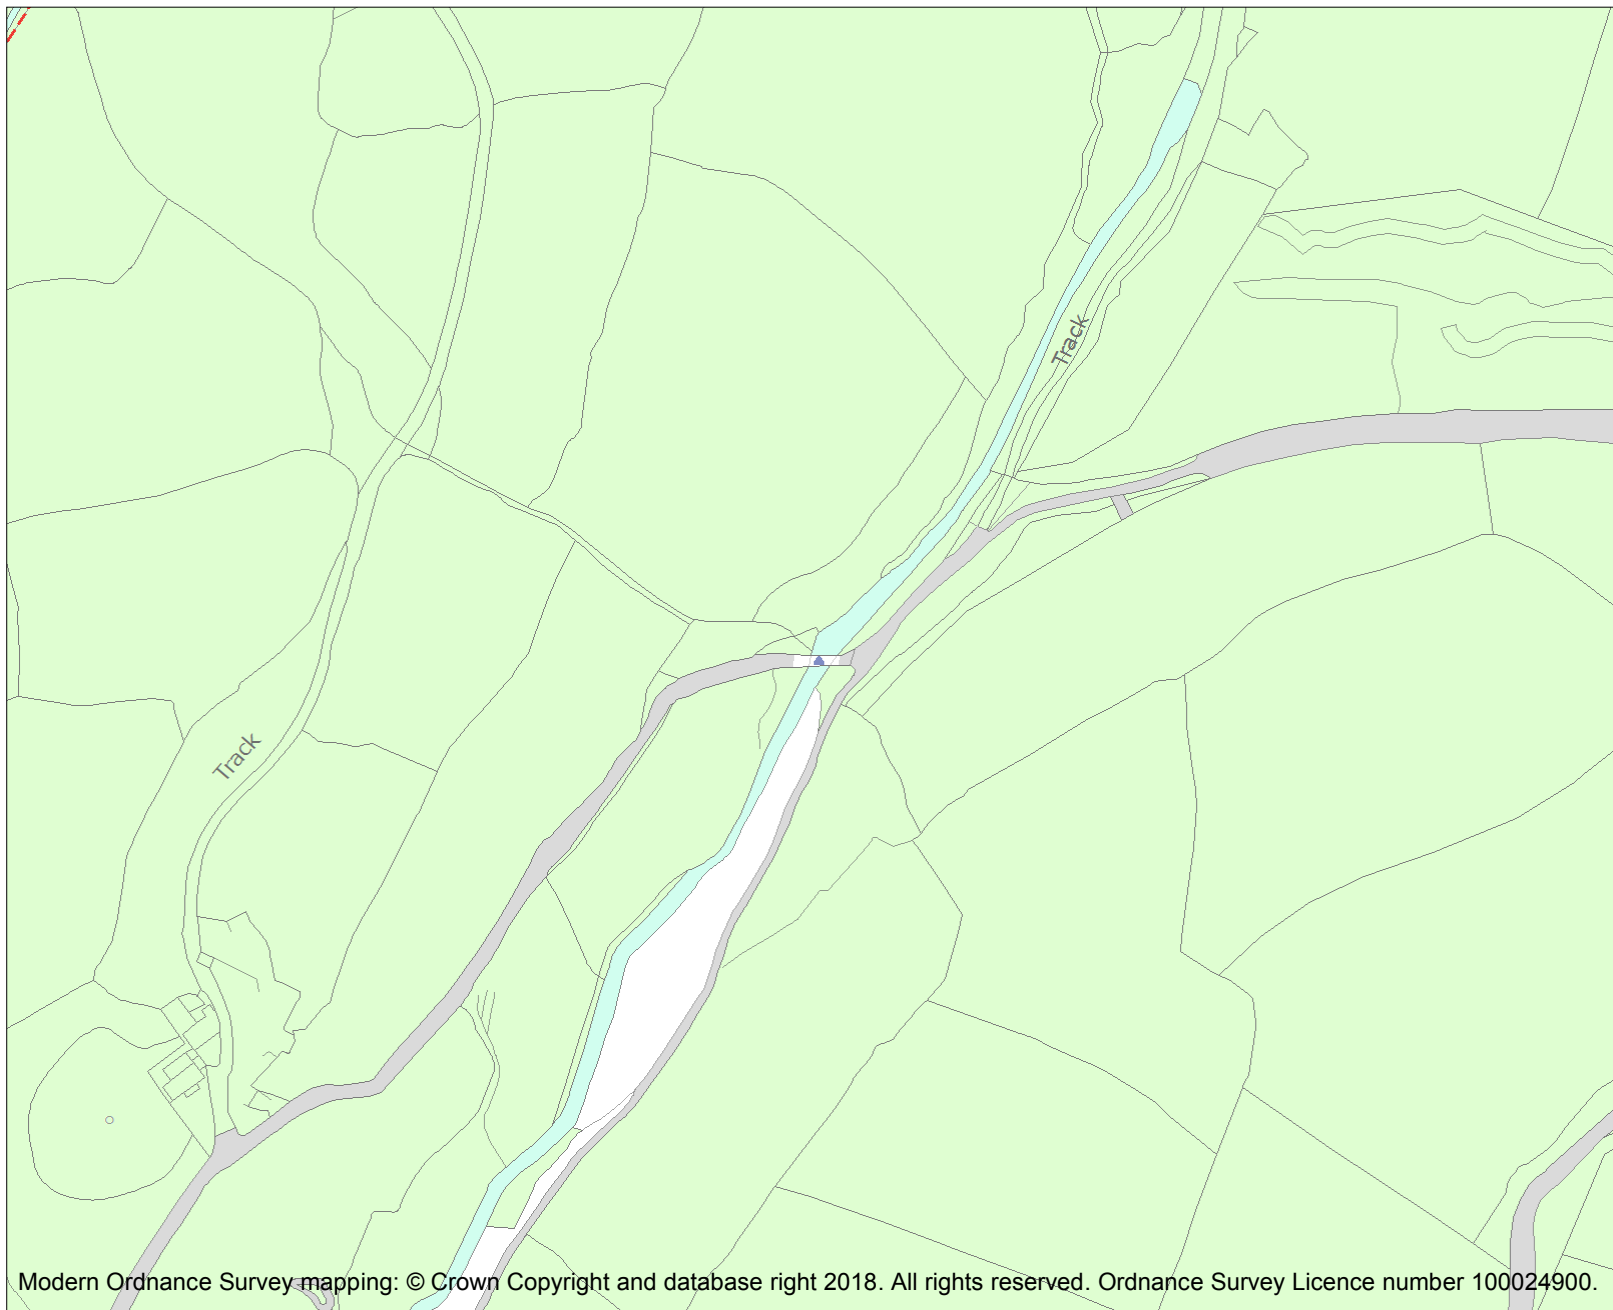 Track
Track
Modern Ordnance Survey mapping: © Crown Copyright and database right 2018. All rights reserved. Ordnance Survey Licence number 100024900.